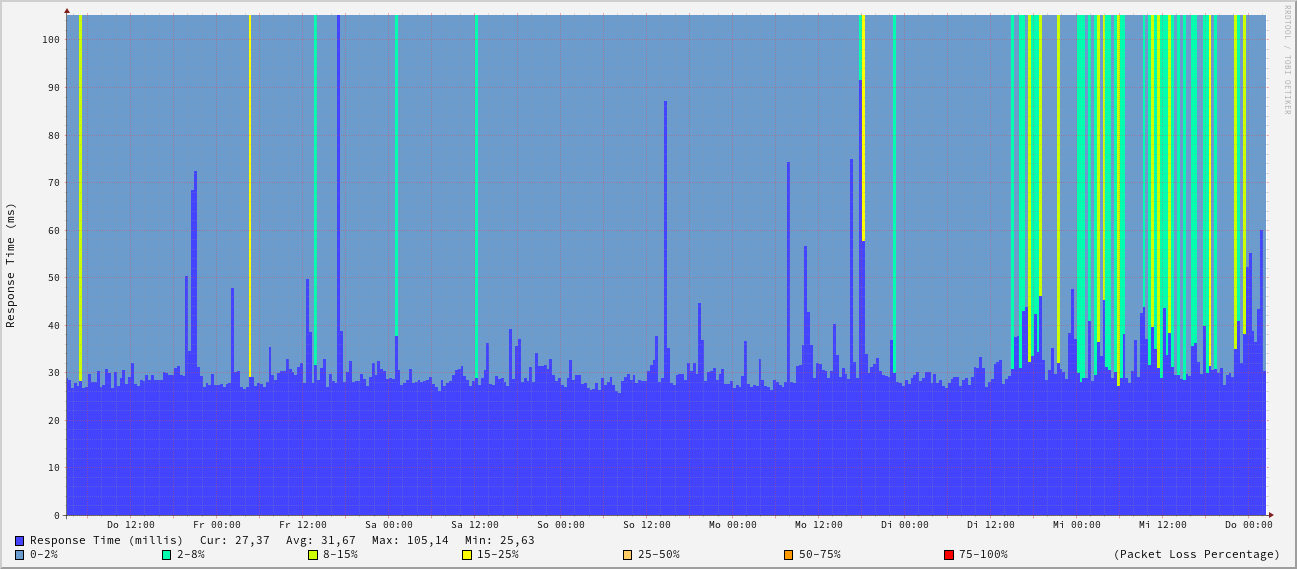 RRDTOOL / TOBI OETIKER
Response Time (ms)
100
90
80
70
60
50
40
30
20
10
0
Do 12:00 Fr 00:00 Fr 12:00 Sa 00:00 Sa 12:00 So 00:00 So 12:00 Mo 00:00 Mo 12:00 Di 00:00 Di 12:00 Mi 00:00 Mi 12:00 Do 00:00
Response Time (millis) Cur: 27,37 Avg: 31,67 Max: 105,14 Min: 25,63
0-2% 2-8% 8-15% 15-25% 25-50% 50-75% 75-100% (Packet Loss Percentage)